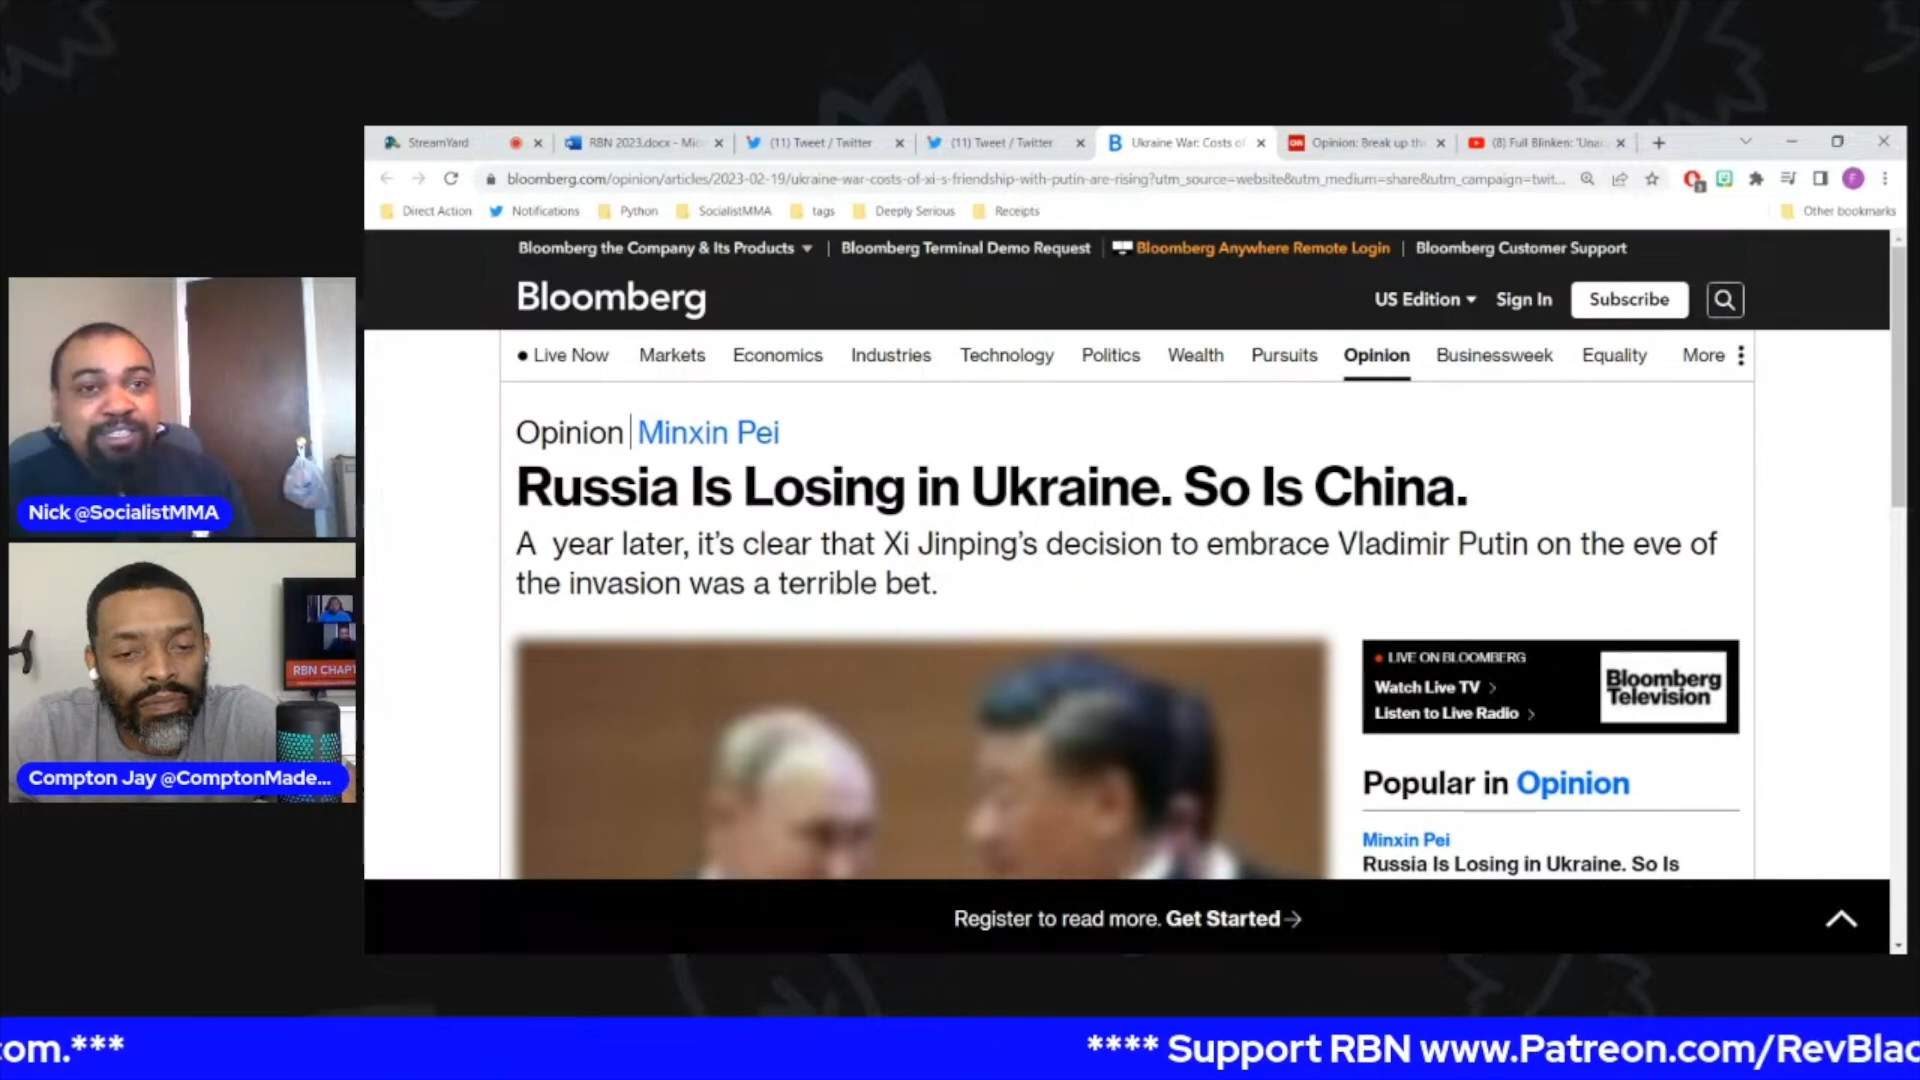 StreamYard
RBN 2023.docx - Mic
(11) Tweet / Twitter
(11) Tweet / Twitter
B Ukraine War: Costs of
Opinion: Break up the
(8) Full Blinken: 'Unac
bloomberg.com/opinion/articles/2023-02-19/ukraine-war-costs-of-xi-s-friendship-with-putin-are-rising?utm_source=website&utm_medium=share&utm_campaign=twit...
Direct Action
Notifications
Python
SocialistMMA
tags
Deeply Serious
Receipts
Other bookmarks
Bloomberg the Company & Its Products | Bloomberg Terminal Demo Request | Bloomberg Anywhere Remote Login | Bloomberg Customer Support
Bloomberg
US Edition Sign In Subscribe
Live Now Markets Economics Industries Technology Politics Wealth Pursuits Opinion Businessweek Equality More
Opinion | Minxin Pei
Russia Is Losing in Ukraine. So Is China.
A year later, it's clear that Xi Jinping's decision to embrace Vladimir Putin on the eve of
the invasion was a terrible bet.
LIVE ON BLOOMBERG
Watch Live TV >
Listen to Live Radio >
Bloomberg
Television
Popular in Opinion
Minxin Pei
Russia Is Losing in Ukraine. So Is
Register to read more. Get Started→
Nick @SocialistMMA
RBN CHAPT
Compton Jay @ComptonMade...
com.***
**** Support RBN www.Patreon.com/RevBlac